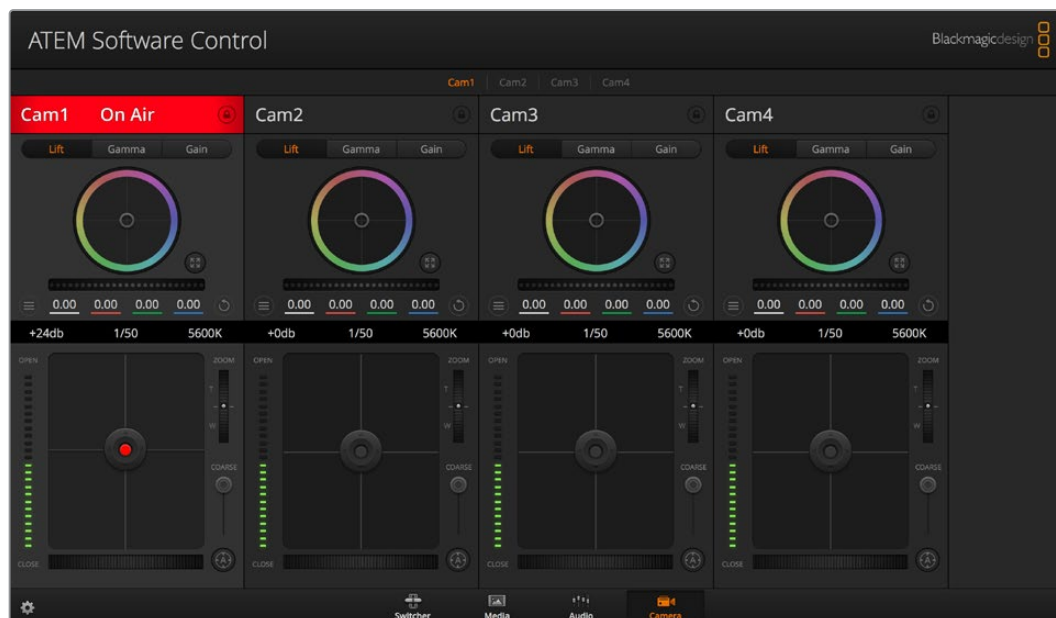 ATEM Software Control
Blackmagicdesign
Cam1 Cam2 Cam3 Cam4
Cam1 On Air Cam2 Cam3 Cam4
Lift Gamma Gain Lift Gamma Gain Lift Gamma Gain Lift Gamma Gain
0.00 0.00 0.00 0.00 0.00 0.00 0.00 0.00 0.00 0.00 0.00 0.00 0.00 0.00 0.00 0.00
+24db 1/50 5600K +0db 1/50 5600K +0db 1/50 5600K +0db 1/50 5600K
OPEN ZOOM OPEN ZOOM OPEN ZOOM OPEN ZOOM
T T T T
W W W W
COARSE COARSE COARSE COARSE
A A A A
CLOSE CLOSE CLOSE CLOSE
Switcher Media Audio Camera